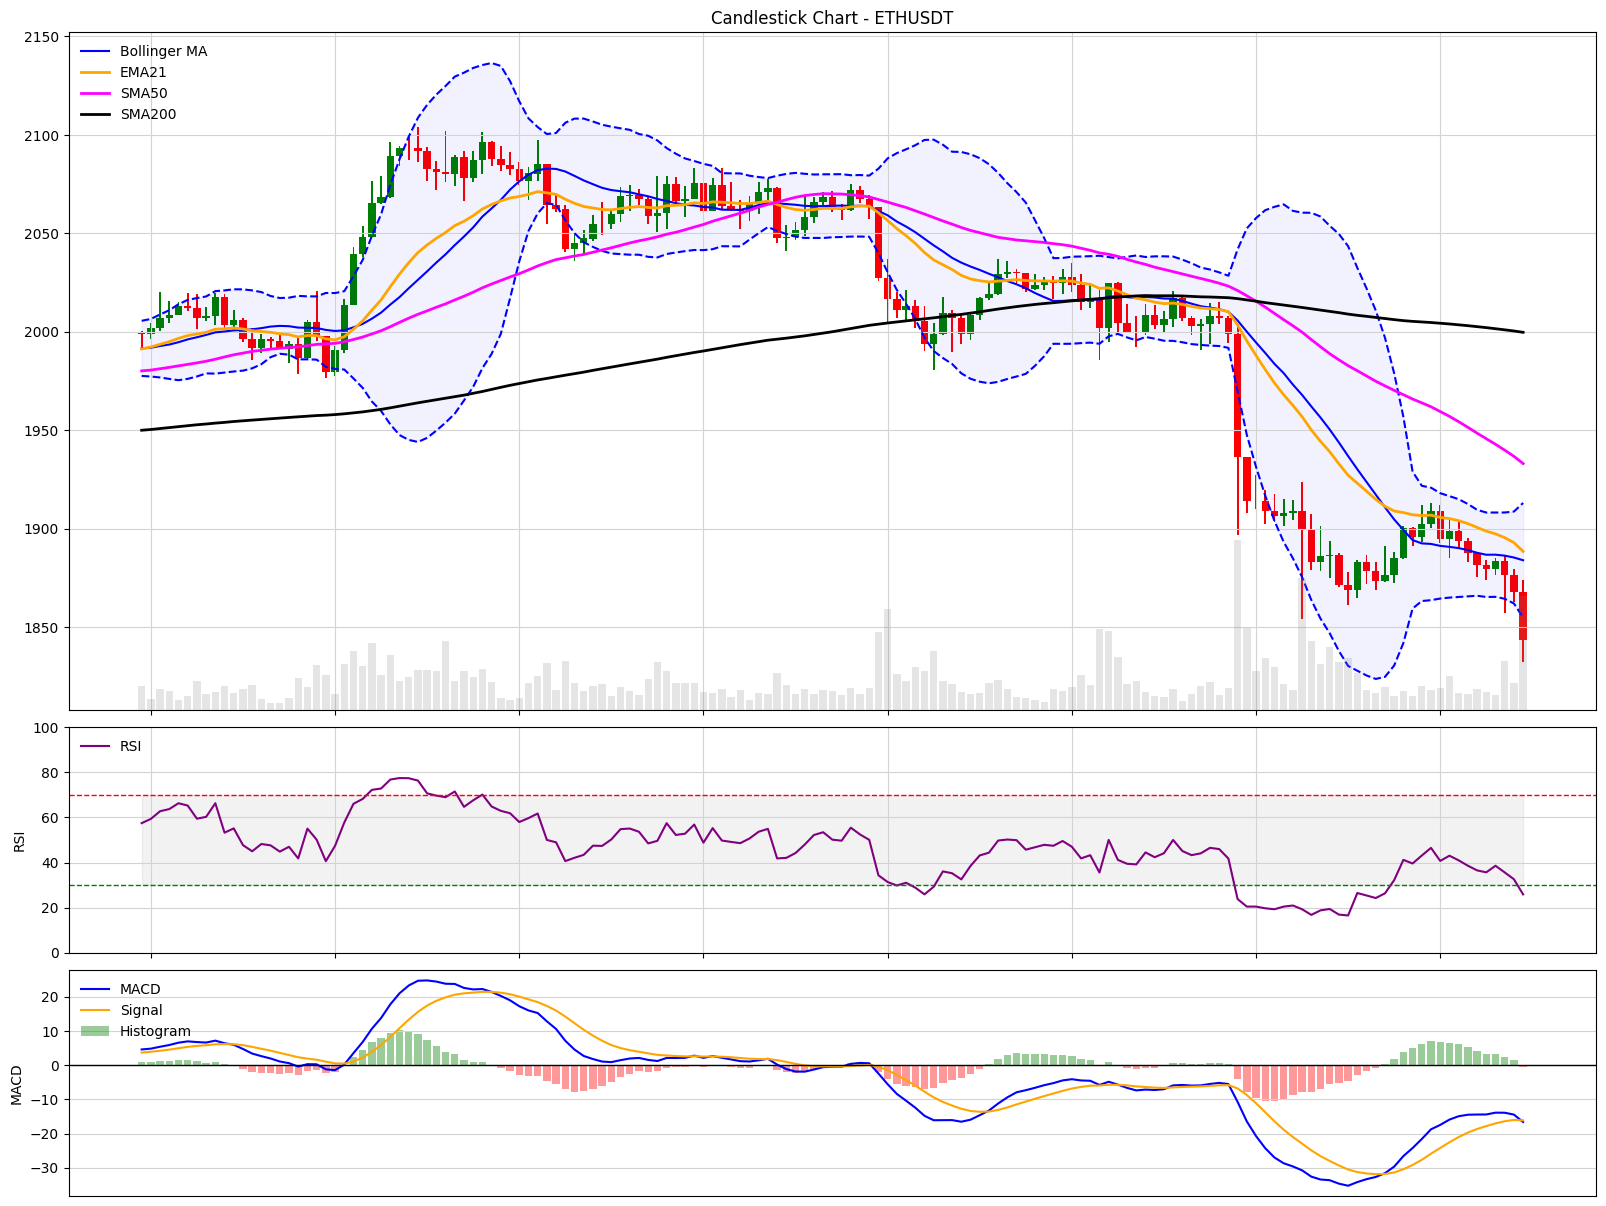 Candlestick Chart - ETHUSDT
2150
2100
2050
2000
1950
1900
1850
Bollinger MA
EMA21
SMA50
SMA200
100
80
60
40
20
0
RSI
RSI
20
10
0
−10
−20
−30
MACD
MACD
Signal
Histogram